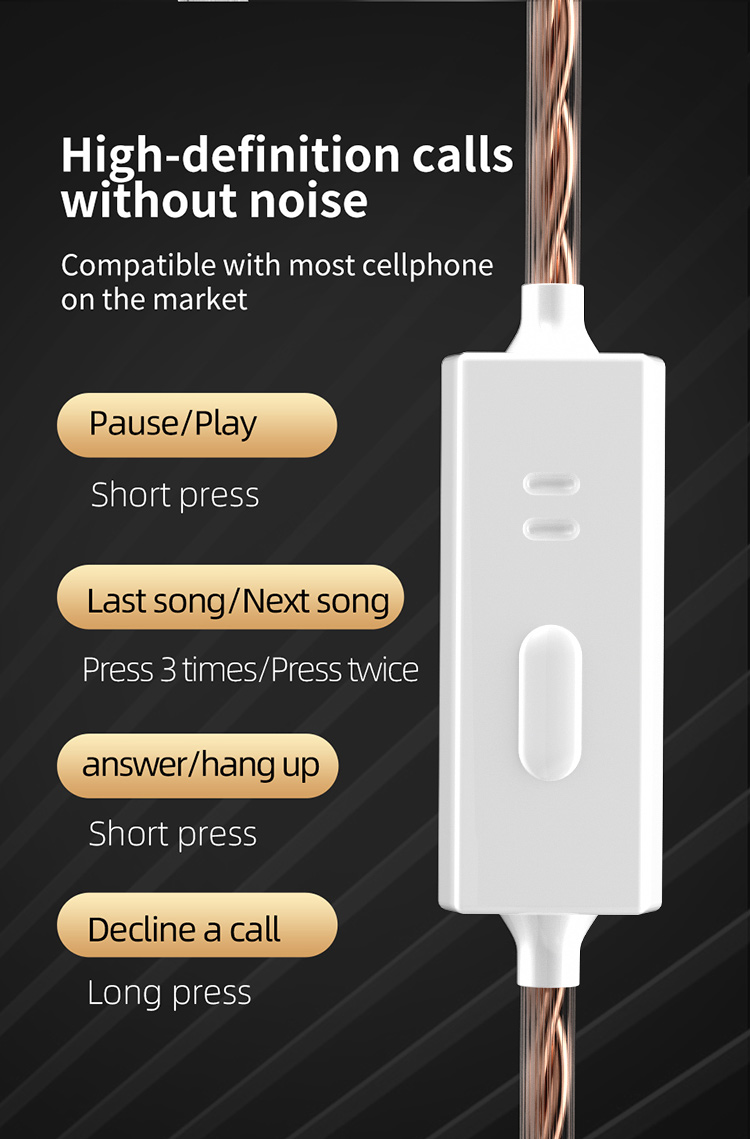 High-definition calls
without noise
Compatible with most cellphone
on the market
Pause/Play
Short press
Last song/Next song
Press 3 times/Press twice
answer/hang up
Short press
Decline a call
Long press